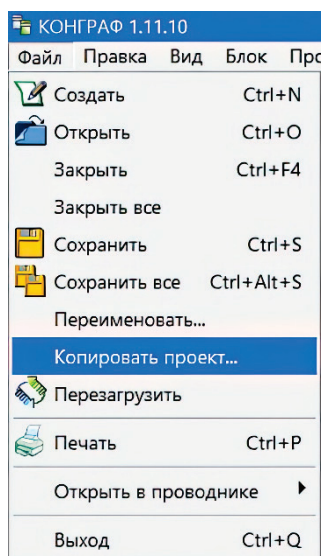 КОНГРАФ 1.11.10
Файл Правка Вид Блок
Создать Ctrl+N
Открыть Ctrl+O
Закрыть Ctrl+F4
Закрыть все
Сохранить Ctrl+S
Сохранить все Ctrl+Alt+S
Переименовать...
Копировать проект...
Перезагрузить
Печать Ctrl+P
Открыть в проводнике
Выход Ctrl+Q